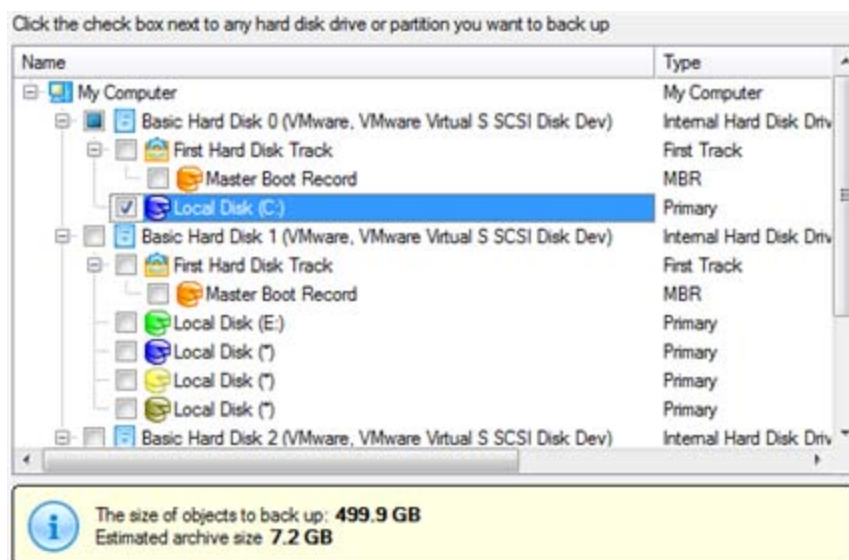 Click the check box next to any hard disk drive or partition you want to back up
Name Type
My Computer My Computer
Basic Hard Disk 0 (VMware, VMware Virtual S SCSI Disk Dev) Internal Hard Disk Driv
First Hard Disk Track First Track
Master Boot Record MBR
Local Disk (C:) Primary
Basic Hard Disk 1 (VMware, VMware Virtual S SCSI Disk Dev) Internal Hard Disk Driv
First Hard Disk Track First Track
Master Boot Record MBR
Local Disk (E:) Primary
Local Disk (*) Primary
Local Disk (*) Primary
Local Disk (*) Primary
Basic Hard Disk 2 (VMware, VMware Virtual S SCSI Disk Dev) Internal Hard Disk Driv
The size of objects to back up: 499.9 GB
Estimated archive size 7.2 GB